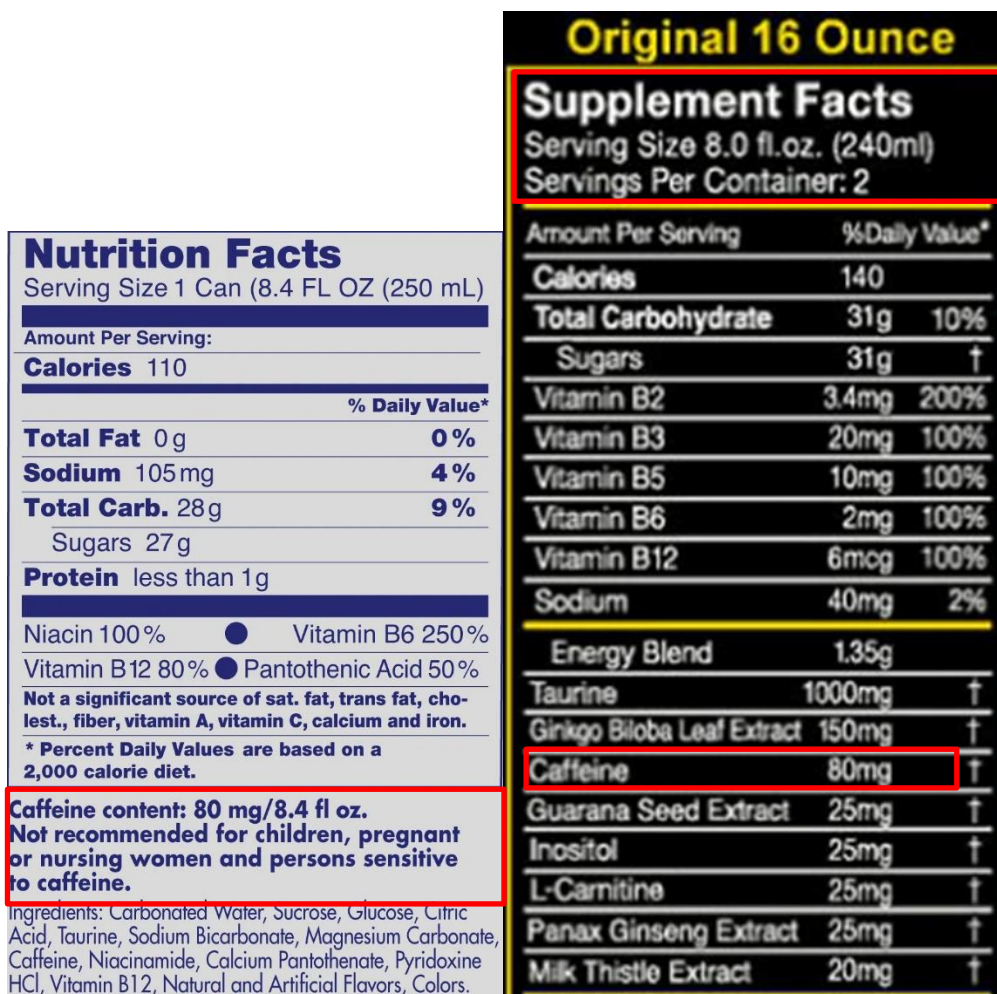 Nutrition Facts
Serving Size 1 Can (8.4 FL OZ (250 mL)
Amount Per Serving:
Calories 110
% Daily Value*
Total Fat 0g 0%
Sodium 105mg 4%
Total Carb. 28g 9%
Sugars 27g
Protein less than 1g
Niacin 100% ● Vitamin B6 250%
Vitamin B12 80% ● Pantothenic Acid 50%
Not a significant source of sat. fat, trans fat, cho-
lest., fiber, vitamin A, vitamin C, calcium and iron.
* Percent Daily Values are based on a
2,000 calorie diet.
Caffeine content: 80 mg/8.4 fl oz.
Not recommended for children, pregnant
or nursing women and persons sensitive
to caffeine.
Ingredients: Carbonated Water, Sucrose, Glucose, Citric
Acid, Taurine, Sodium Bicarbonate, Magnesium Carbonate,
Caffeine, Niacinamide, Calcium Pantothenate, Pyridoxine
HCl, Vitamin B12, Natural and Artificial Flavors, Colors.
Original 16 Ounce
Supplement Facts
Serving Size 8.0 fl.oz. (240ml)
Servings Per Container: 2
Amount Per Serving %Daily Value*
Calories 140
Total Carbohydrate 31g 10%
Sugars 31g †
Vitamin B2 3.4mg 200%
Vitamin B3 20mg 100%
Vitamin B5 10mg 100%
Vitamin B6 2mg 100%
Vitamin B12 6mcg 100%
Sodium 40mg 2%
Energy Blend 1.35g
Taurine 1000mg †
Ginkgo Biloba Leaf Extract 150mg †
Caffeine 80mg †
Guarana Seed Extract 25mg †
Inositol 25mg †
L-Carnitine 25mg †
Panax Ginseng Extract 25mg †
Milk Thistle Extract 20mg †